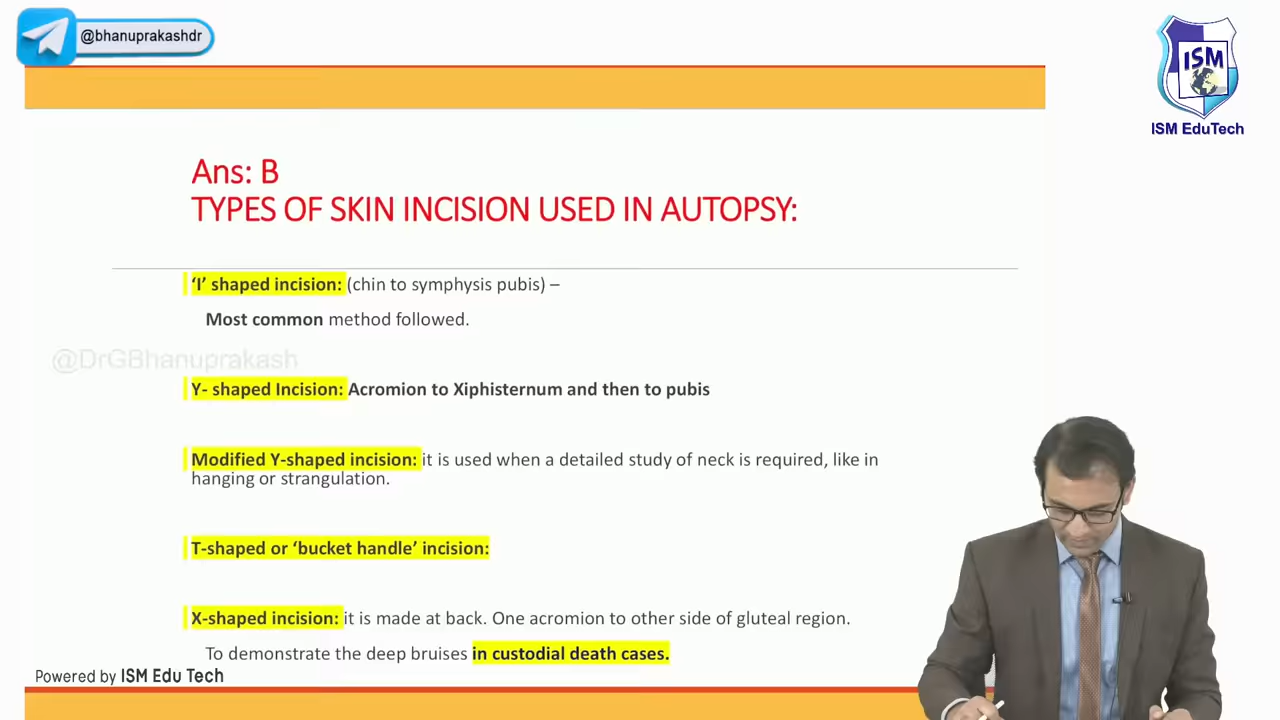 @bhanuprakashdr
ISM
ISM EduTech
Ans: B
TYPES OF SKIN INCISION USED IN AUTOPSY:
‘I’ shaped incision: (chin to symphysis pubis) –
Most common method followed.
@DrGBhanuprakash
Y- shaped Incision: Acromion to Xiphisternum and then to pubis
Modified Y-shaped incision: it is used when a detailed study of neck is required, like in
hanging or strangulation.
T-shaped or ‘bucket handle’ incision:
X-shaped incision: it is made at back. One acromion to other side of gluteal region.
To demonstrate the deep bruises in custodial death cases.
Powered by ISM Edu Tech